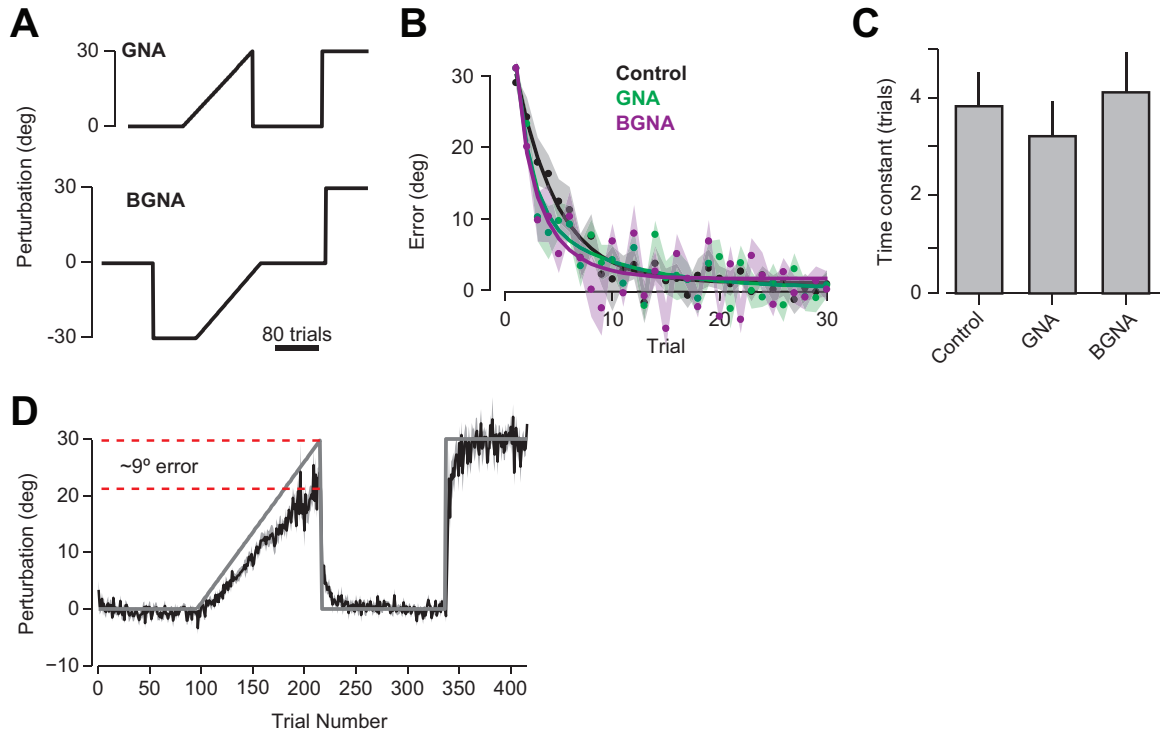 A
Perturbation (deg)
GNA
30
0
BGNA
30
0
-30
80 trials
B
Error (deg)
30
20
10
0
Control
GNA
BGNA
0
10
20
30
Trial
C
Time constant (trials)
4
2
0
Control
GNA
BGNA
D
Perturbation (deg)
30
20
10
0
−10
~9º error
0
50
100
150
200
250
300
350
400
Trial Number